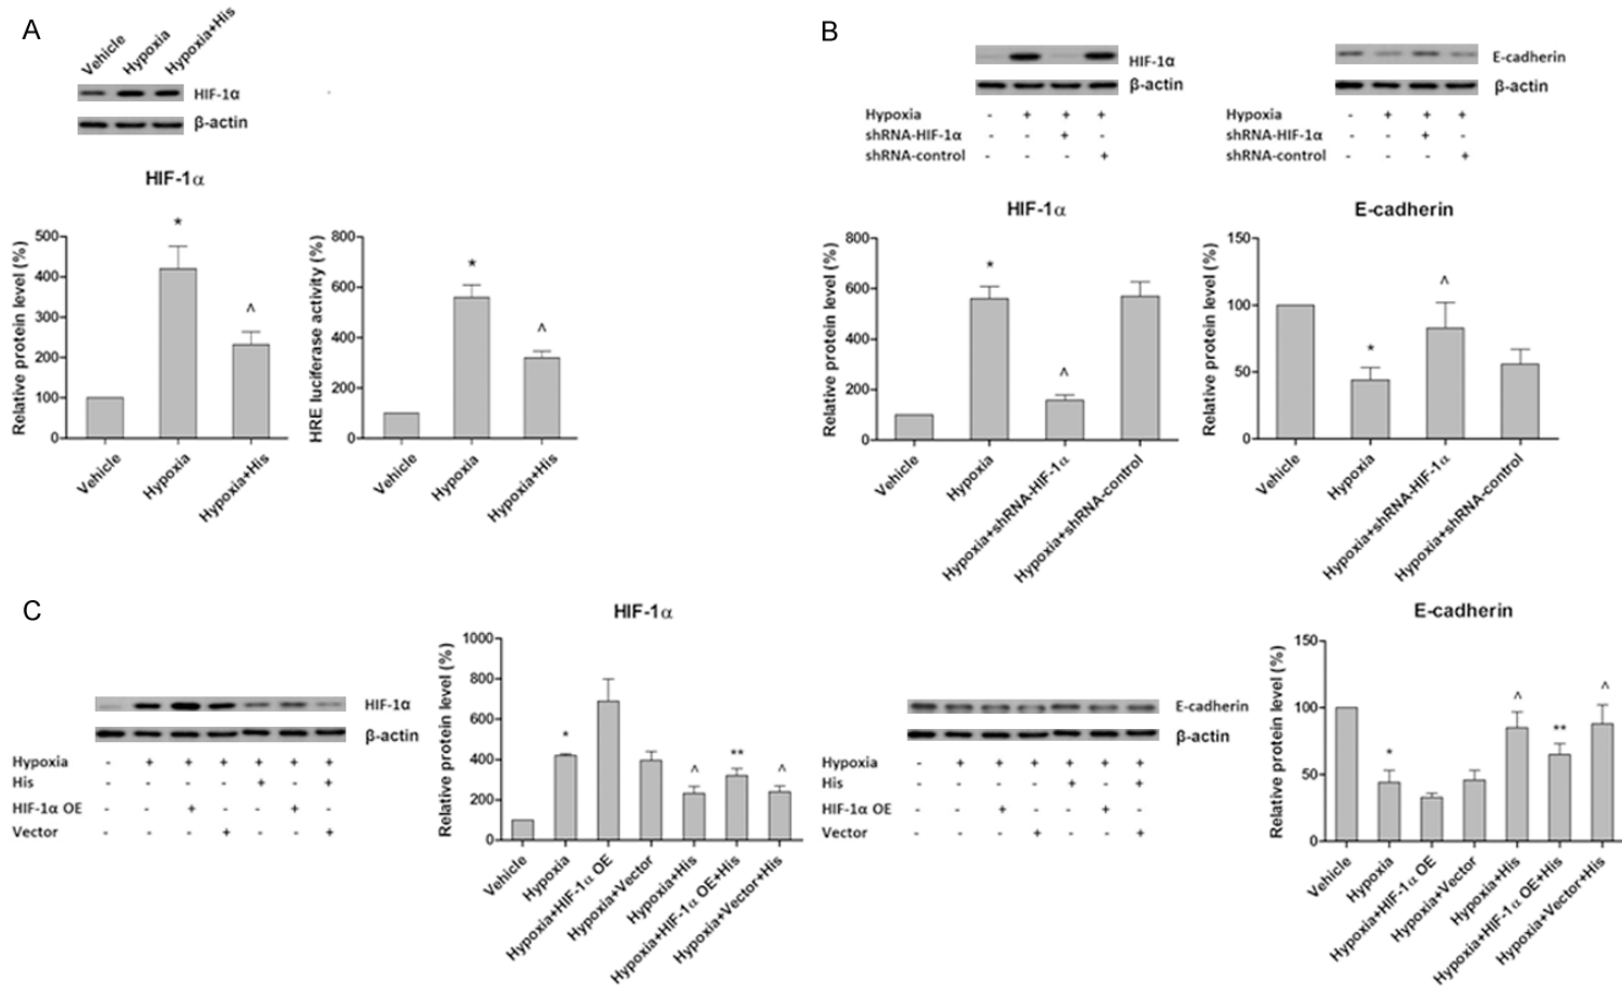 A
Vehicle
Hypoxia
Hypoxia+His
HIF-1α
β-actin
HIF-1α
Relative protein level (%)
500
400
300
200
100
0
*
^
Vehicle
Hypoxia
Hypoxia+His
HRE luciferase activity (%)
800
600
400
200
0
*
^
Vehicle
Hypoxia
Hypoxia+His
B
HIF-1α
β-actin
Hypoxia - + + +
shRNA-HIF-1α - - + -
shRNA-control - - - +
E-cadherin
β-actin
Hypoxia - + + +
shRNA-HIF-1α - - + -
shRNA-control - - - +
HIF-1α
Relative protein level (%)
800
600
400
200
0
*
^
Vehicle
Hypoxia
Hypoxia+shRNA-HIF-1α
Hypoxia+shRNA-control
E-cadherin
Relative protein level (%)
150
100
50
0
*
^
Vehicle
Hypoxia
Hypoxia+shRNA-HIF-1α
Hypoxia+shRNA-control
C
HIF-1α
β-actin
Hypoxia - + + + + + +
His - - - - + + +
HIF-1α OE - - + - - + -
Vector - - - + - - +
HIF-1α
Relative protein level (%)
1000
800
600
400
200
0
*
^
**
^
Vehicle
Hypoxia
Hypoxia+HIF-1α OE
Hypoxia+Vector
Hypoxia+His
Hypoxia+HIF-1α OE+His
Hypoxia+Vector+His
E-cadherin
β-actin
Hypoxia - + + + + + +
His - - - - + + +
HIF-1α OE - - + - - + -
Vector - - - + - - +
E-cadherin
Relative protein level (%)
150
100
50
0
*
^
**
^
Vehicle
Hypoxia
Hypoxia+HIF-1α OE
Hypoxia+Vector
Hypoxia+His
Hypoxia+HIF-1α OE+His
Hypoxia+Vector+His